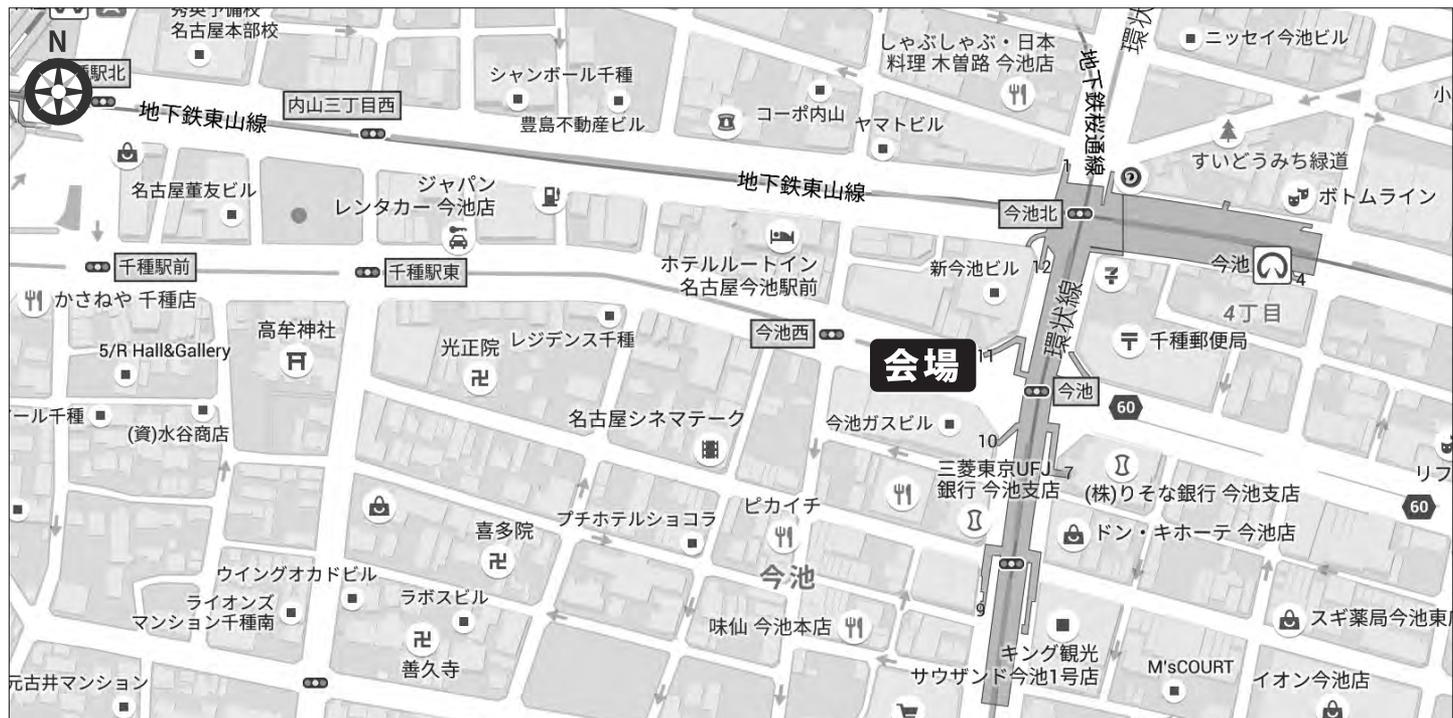 名古屋本部校
N
種駅北
地下鉄東山線
内山三丁目西
シャンボール千種
豊島不動産ビル
しゃぶしゃぶ・日本
料理 木曽路 今池店
コーポ内山
ヤマトビル
地下鉄桜通線
環状
ニッセイ今池ビル
小
すいどうみち緑道
ボトムライン
名古屋董友ビル
ジャパン
レンタカー 今池店
地下鉄東山線
1
今池北
今池
4
4丁目
千種駅前
千種駅東
ホテルルートイン
名古屋今池駅前
新今池ビル
12
環状線
かさねや 千種店
高牟神社
5/R Hall&Gallery
光正院
レジデンス千種
今池西
会場
11
千種郵便局
今池
60
ール千種
(資)水谷商店
名古屋シネマテーク
今池ガスビル
10
三菱東京UFJ
銀行 今池支店
7
(株)りそな銀行 今池支店
リフ
60
喜多院
プチホテルショコラ
ピカイチ
ドン・キホーテ 今池店
今池
ウイングオカドビル
ライオンズ
マンション千種南
ラボスビル
善久寺
味仙 今池本店
9
キング観光
サウザンド今池1号店
スギ薬局今池東
M'sCOURT
イオン今池店
元古井マンション